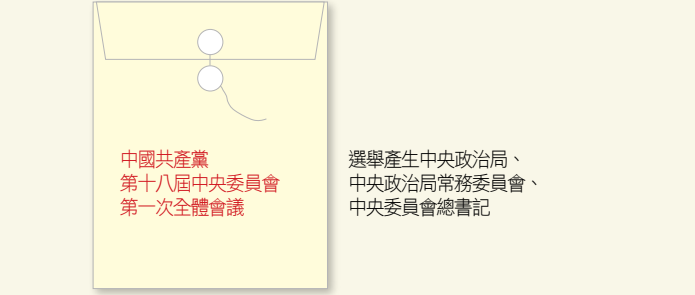 中國共產黨
第十八屆中央委員會
第一次全體會議
選舉產生中央政治局、
中央政治局常務委員會、
中央委員會總書記